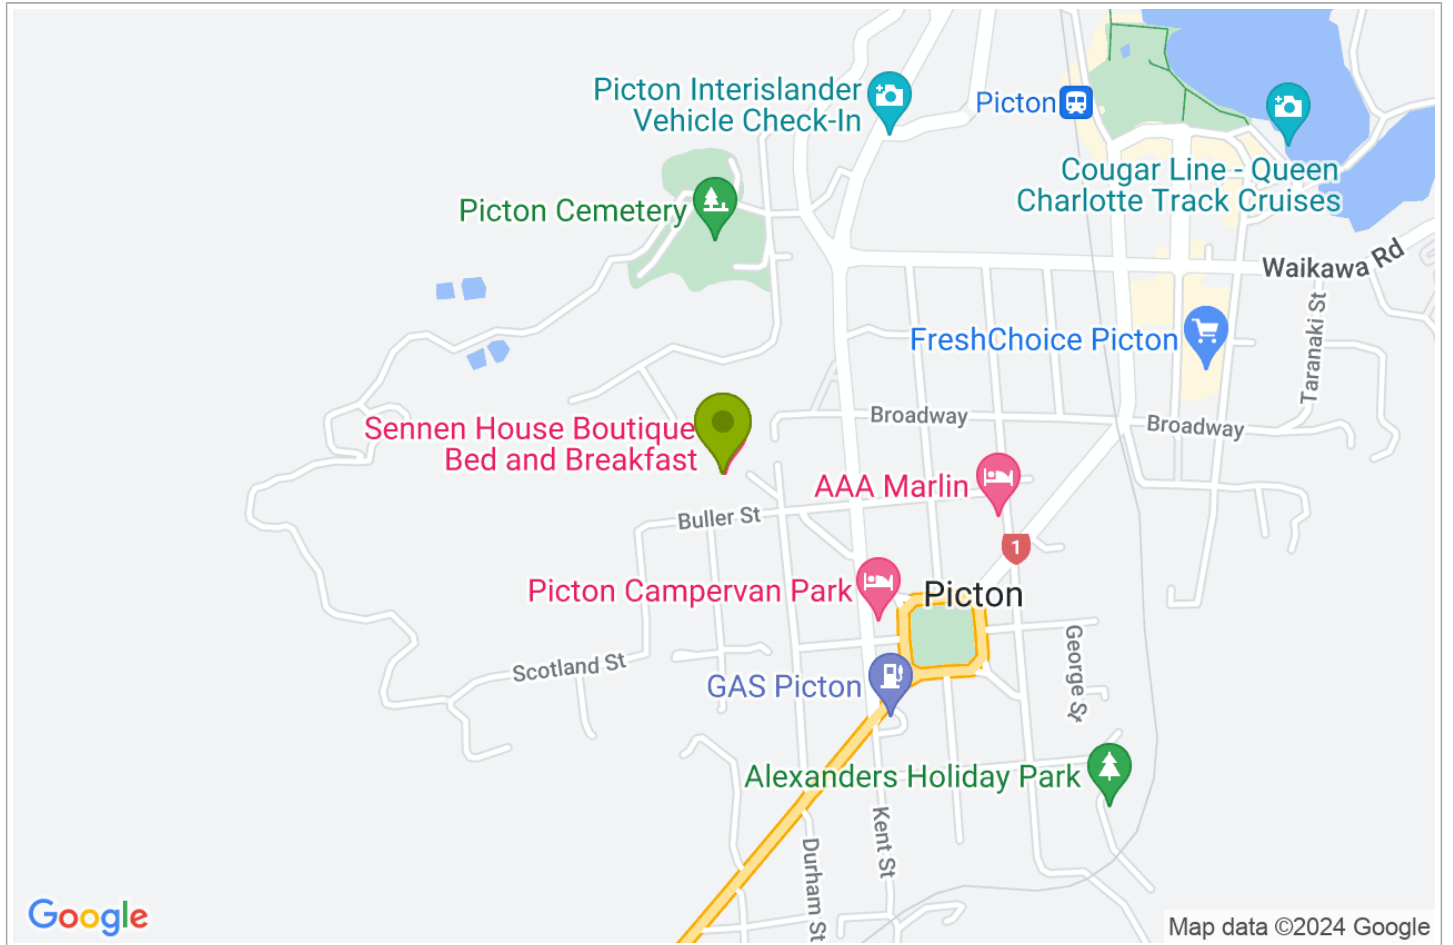 Picton Interislander
Vehicle Check-In
Picton
Cougar Line - Queen
Charlotte Track Cruises
Picton Cemetery
Waikawa Rd
Taranaki St
FreshChoice Picton
Broadway
Broadway
Sennen House Boutique
Bed and Breakfast
AAA Marlin
Buller St
1
Picton Campervan Park
Picton
George St
Scotland St
GAS Picton
Alexanders Holiday Park
Kent St
Durham St
Google
Map data ©2024 Google